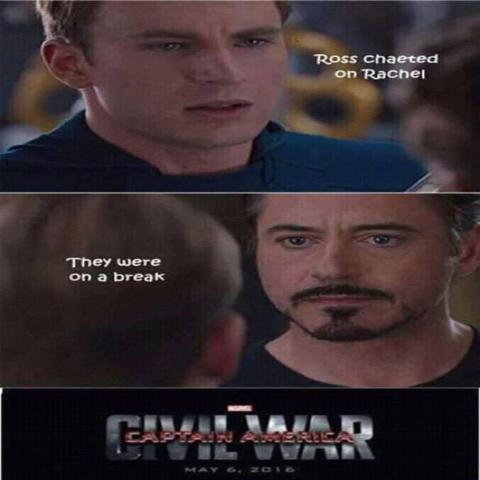 Ross chaeted
on Rachel
They were
on a break
MARVEL
CIVIL WAR
CAPTAIN AMERICA
MAY 6, 2016